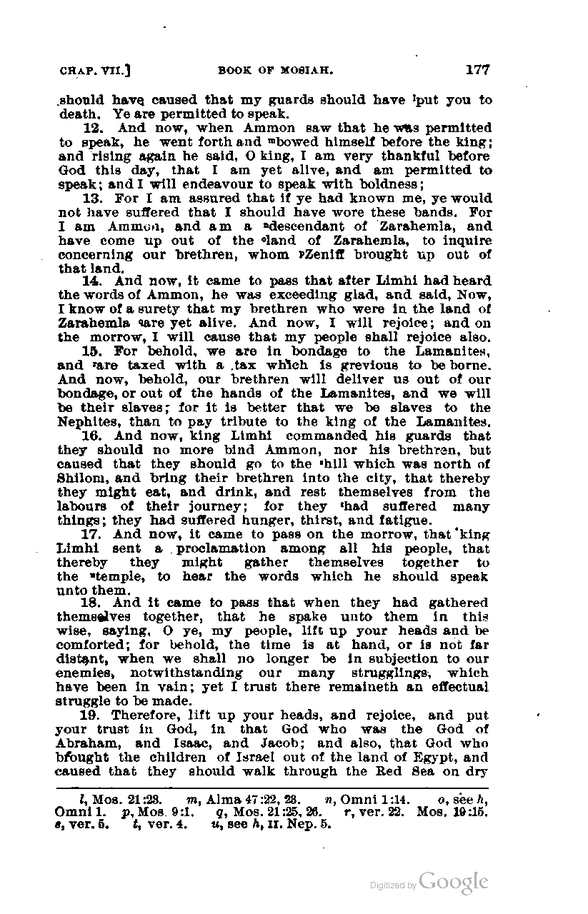 CHAP. VII.] BOOK OF MOSIAH. 177
should have caused that my guards should have lput you to
death. Ye are permitted to speak.
12. And now, when Ammon saw that he was permitted
to speak, he went forth and mbowed himself before the king;
and rising again he said, O king, I am very thankful before
God this day, that I am yet alive, and am permitted to
speak; and I will endeavour to speak with boldness;
13. For I am assured that if ye had known me, ye would
not have suffered that I should have wore these bands. For
I am Ammon, and am a ndescendant of Zarahemla, and
have come up out of the oland of Zarahemla, to inquire
concerning our brethren, whom pZeniff brought up out of
that land.
14. And now, it came to pass that after Limhi had heard
the words of Ammon, he was exceeding glad, and said, Now,
I know of a surety that my brethren who were in the land of
Zarahemla qare yet alive. And now, I will rejoice; and on
the morrow, I will cause that my people shall rejoice also.
15. For behold, we are in bondage to the Lamanites,
and rare taxed with a tax which is grevious to be borne.
And now, behold, our brethren will deliver us out of our
bondage, or out of the hands of the Lamanites, and we will
be their slaves; for it is better that we be slaves to the
Nephites, than to pay tribute to the king of the Lamanites.
16. And now, king Limhi commanded his guards that
they should no more bind Ammon, nor his brethren, but
caused that they should go to the shill which was north of
Shilom, and bring their brethren into the city, that thereby
they might eat, and drink, and rest themselves from the
labours of their journey; for they thad suffered many
things; they had suffered hunger, thirst, and fatigue.
17. And now, it came to pass on the morrow, that king
Limhi sent a proclamation among all his people, that
thereby they might gather themselves together to
the utemple, to hear the words which he should speak
unto them.
18. And it came to pass that when they had gathered
themselves together, that he spake unto them in this
wise, saying, O ye, my people, lift up your heads and be
comforted; for behold, the time is at hand, or is not far
distant, when we shall no longer be in subjection to our
enemies, notwithstanding our many strugglings, which
have been in vain; yet I trust there remaineth an effectual
struggle to be made.
19. Therefore, lift up your heads, and rejoice, and put
your trust in God, in that God who was the God of
Abraham, and Isaac, and Jacob; and also, that God who
brought the children of Israel out of the land of Egypt, and
caused that they should walk through the Red Sea on dry
l, Mos. 21:23. m, Alma 47:22, 23. n, Omni 1:14. o, see h,
Omni 1. p, Mos. 9:1. q, Mos. 21:25, 26. r, ver. 22. Mos. 19:15.
s, ver. 5. t, ver. 4. u, see h, II. Nep. 5.
Digitized by Google